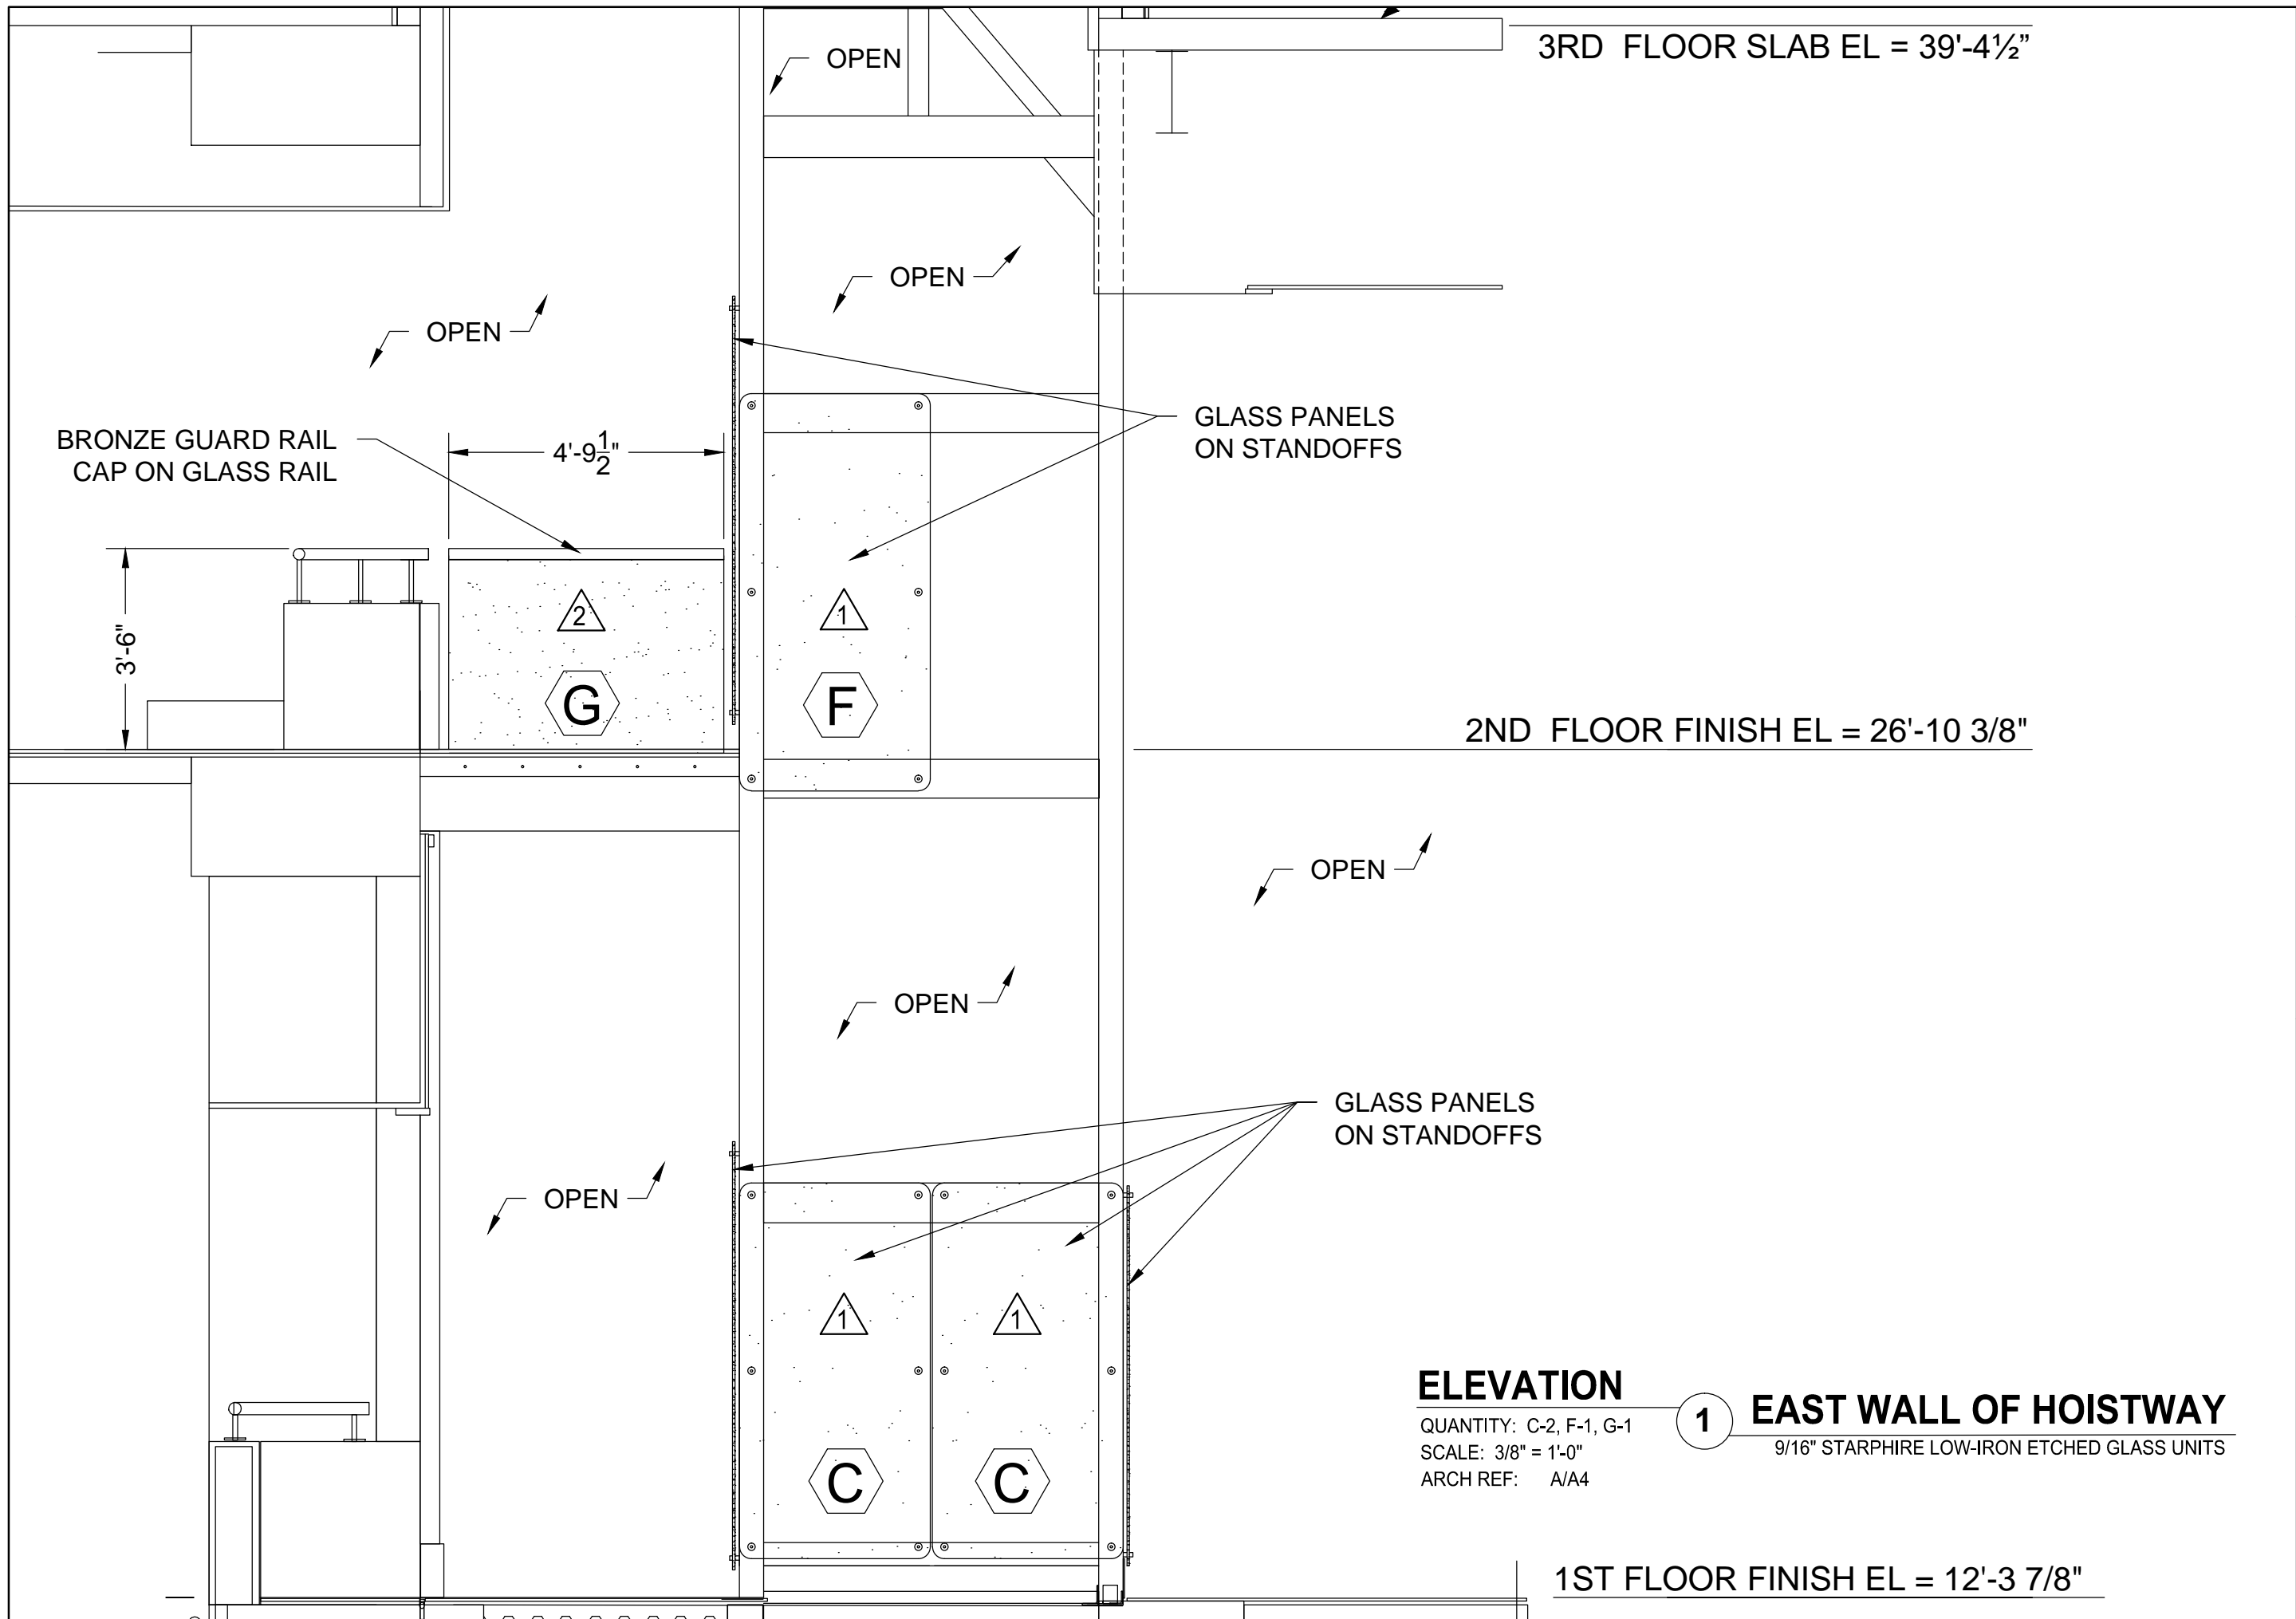 OPEN
3RD FLOOR SLAB EL = 39'-4½”
OPEN
OPEN
BRONZE GUARD RAIL
CAP ON GLASS RAIL
4'-9 1/2"
GLASS PANELS
ON STANDOFFS
3'-6"
2
1
G
F
2ND FLOOR FINISH EL = 26'-10 3/8"
OPEN
OPEN
GLASS PANELS
ON STANDOFFS
OPEN
1
1
C
C
ELEVATION
QUANTITY: C-2, F-1, G-1
SCALE: 3/8" = 1'-0"
ARCH REF: A/A4
1
EAST WALL OF HOISTWAY
9/16" STARPHIRE LOW-IRON ETCHED GLASS UNITS
1ST FLOOR FINISH EL = 12'-3 7/8"